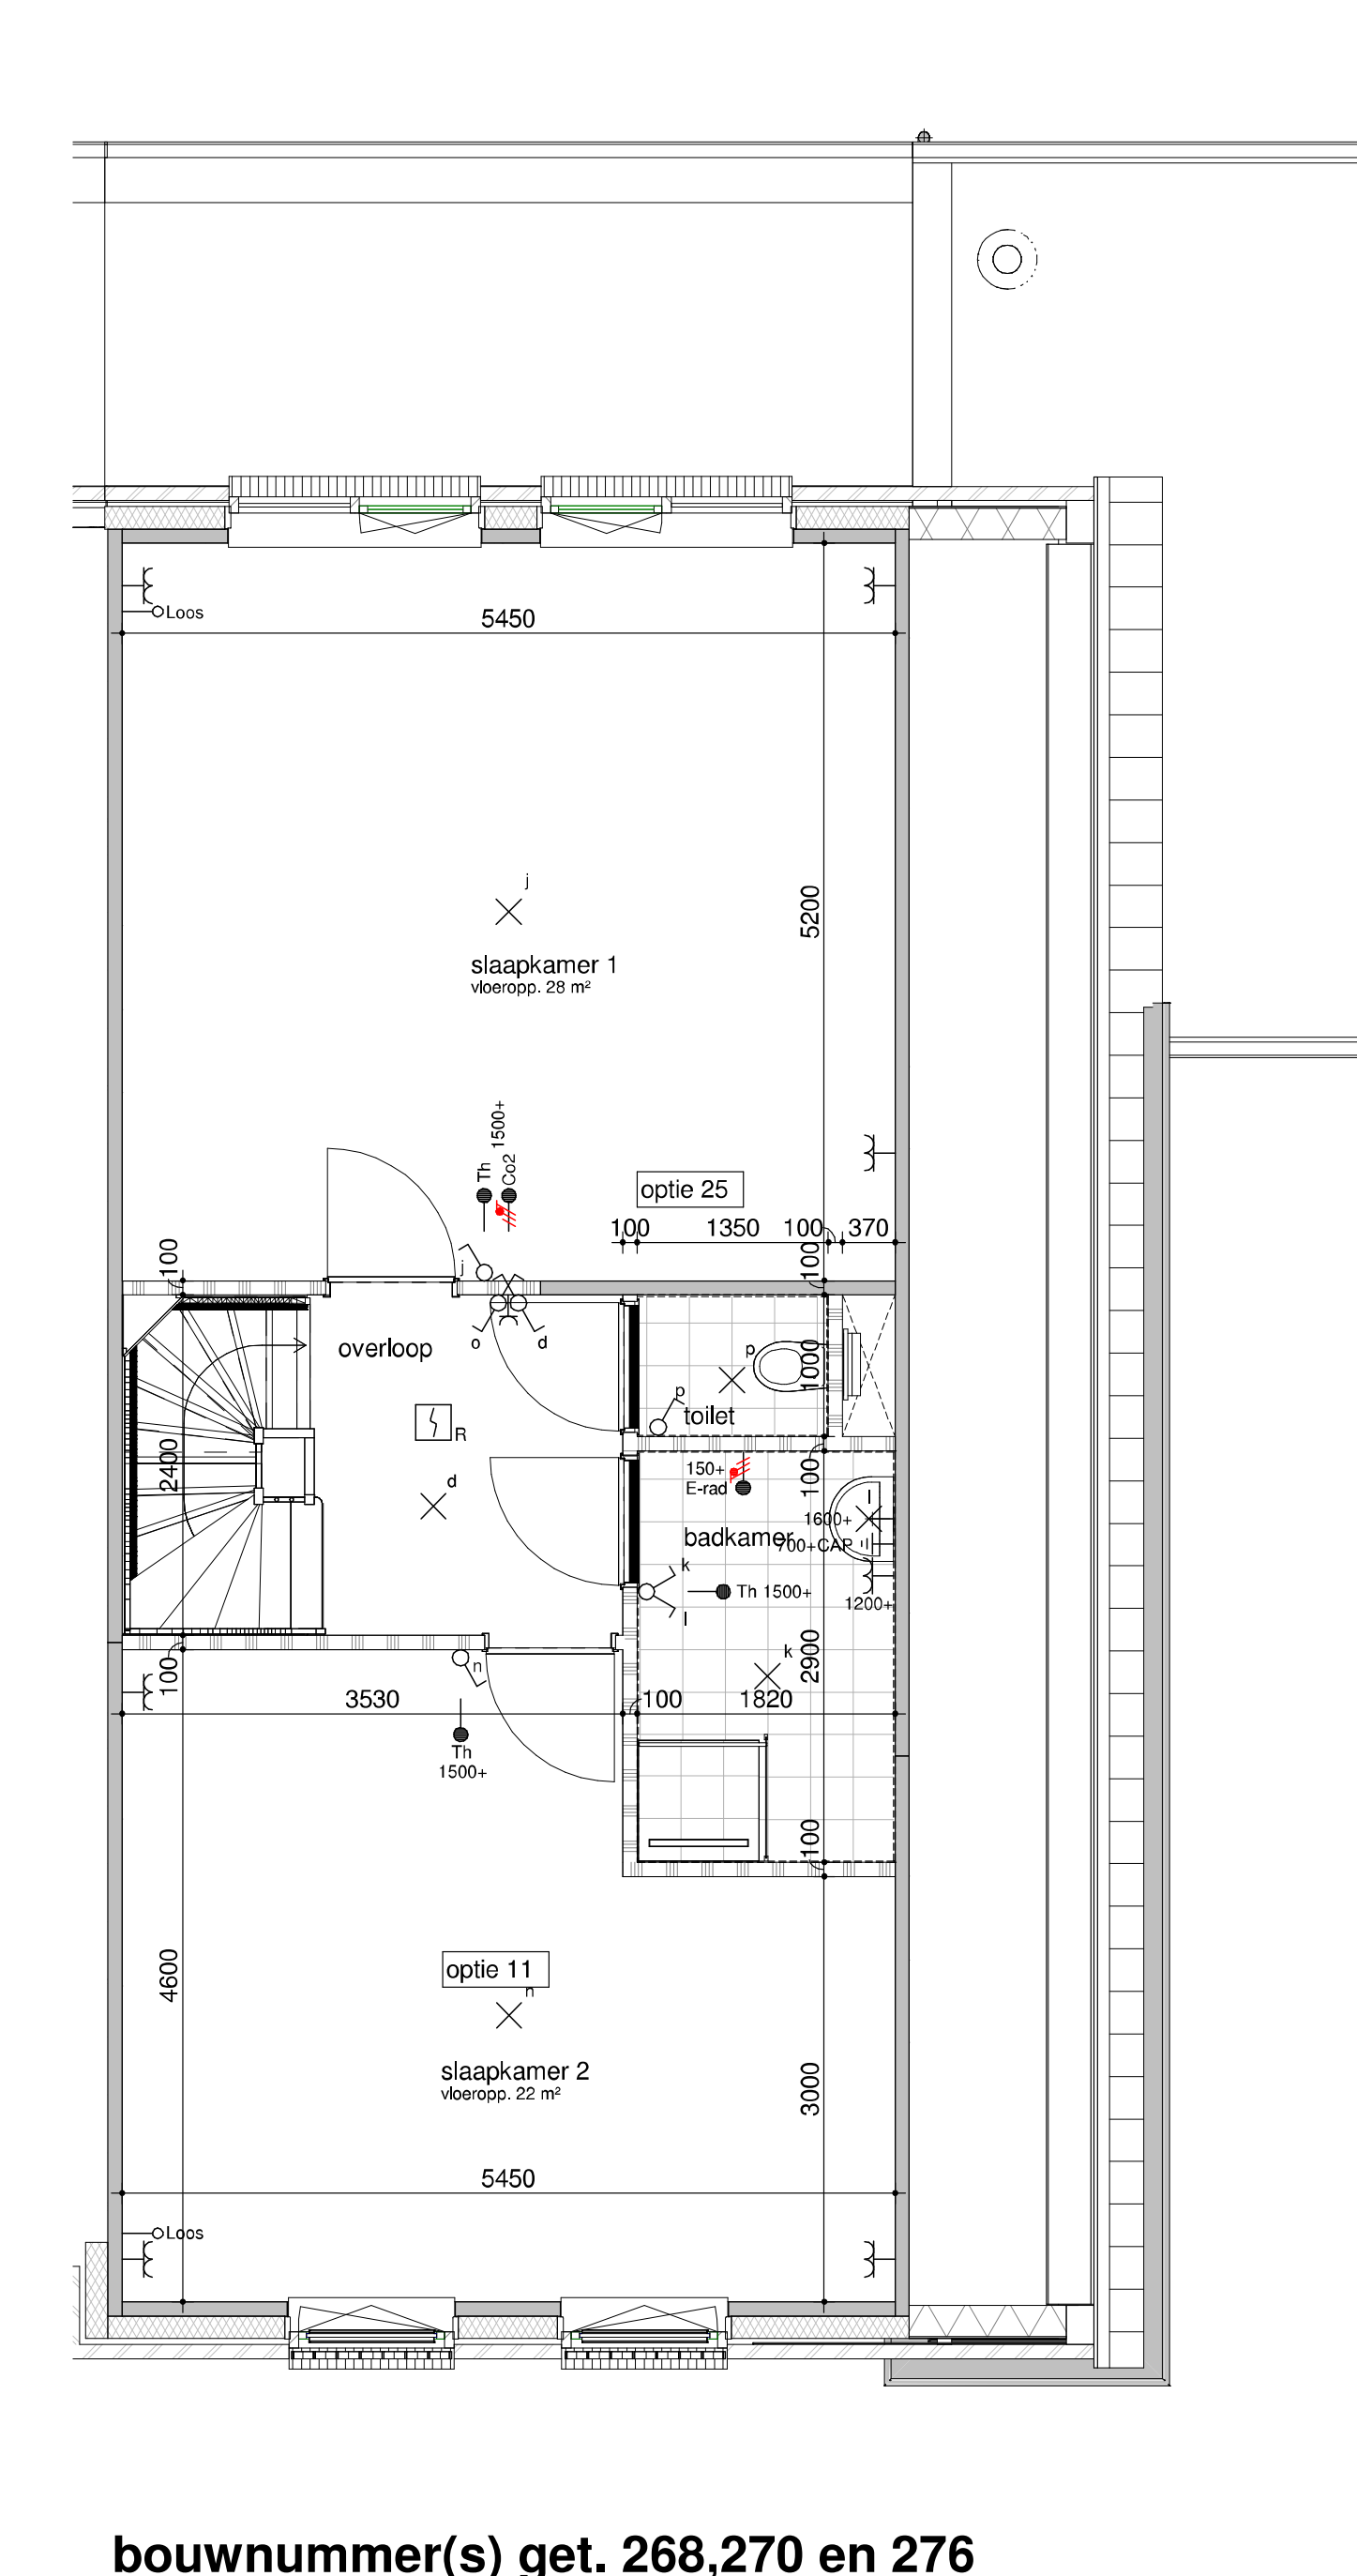 Loos
5450
5200
j
slaapkamer 1
vloeropp. 28 m²
1500+
Th
Co2
optie 25
100
1350
100
370
100
100
j
o
d
overloop
p
1000
p
toilet
R
2400
d
150+
E-rad
100
l
1600+
badkamer
700+CAP
k
Th 1500+
1200+
l
n
k
2900
100
3530
100
1820
Th
1500+
100
optie 11
n
4600
slaapkamer 2
vloeropp. 22 m²
3000
5450
Loos
bouwnummer(s) get. 268,270 en 276